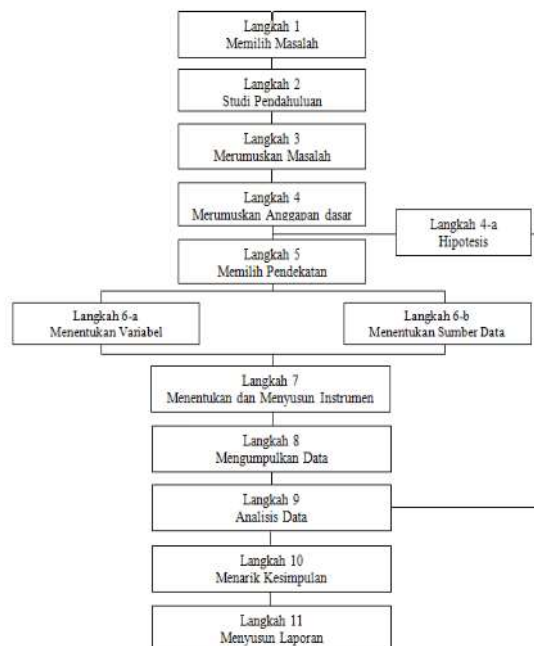 Langkah 1
Memilih Masalah
Langkah 2
Studi Pendahuluan
Langkah 3
Merumuskan Masalah
Langkah 4
Merumuskan Anggapan dasar
Langkah 4-a
Hipotesis
Langkah 5
Memilih Pendekatan
Langkah 6-a
Menentukan Variabel
Langkah 6-b
Menentukan Sumber Data
Langkah 7
Menentukan dan Menyusun Instrumen
Langkah 8
Mengumpulkan Data
Langkah 9
Analisis Data
Langkah 10
Menarik Kesimpulan
Langkah 11
Menyusun Laporan